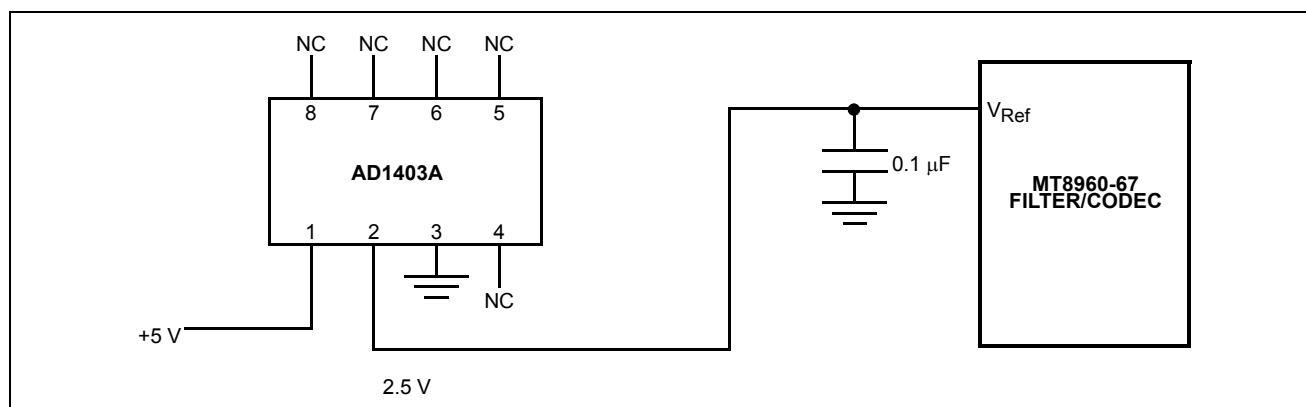 NC NC NC NC
8 7 6 5
AD1403A
1 2 3 4
NC
+5 V
2.5 V
0.1 μF
VRef
MT8960-67
FILTER/CODEC